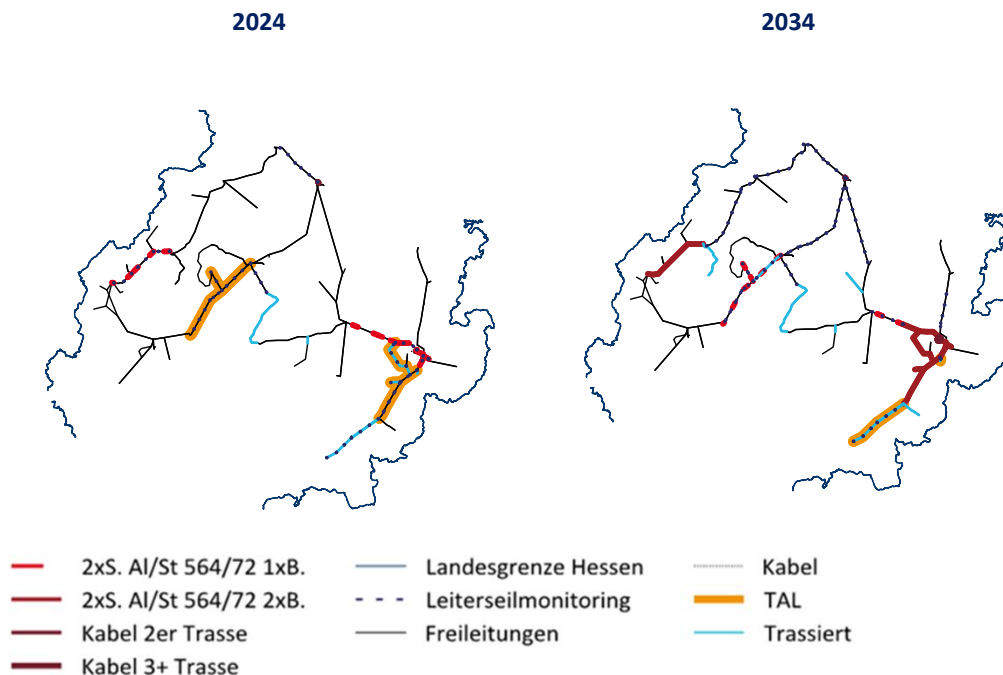 2024
2034
2xS. Al/St 564/72 1xB.
2xS. Al/St 564/72 2xB.
Kabel 2er Trasse
Kabel 3+ Trasse
Landesgrenze Hessen
Leiterseilmonitoring
Freileitungen
Kabel
TAL
Trassiert